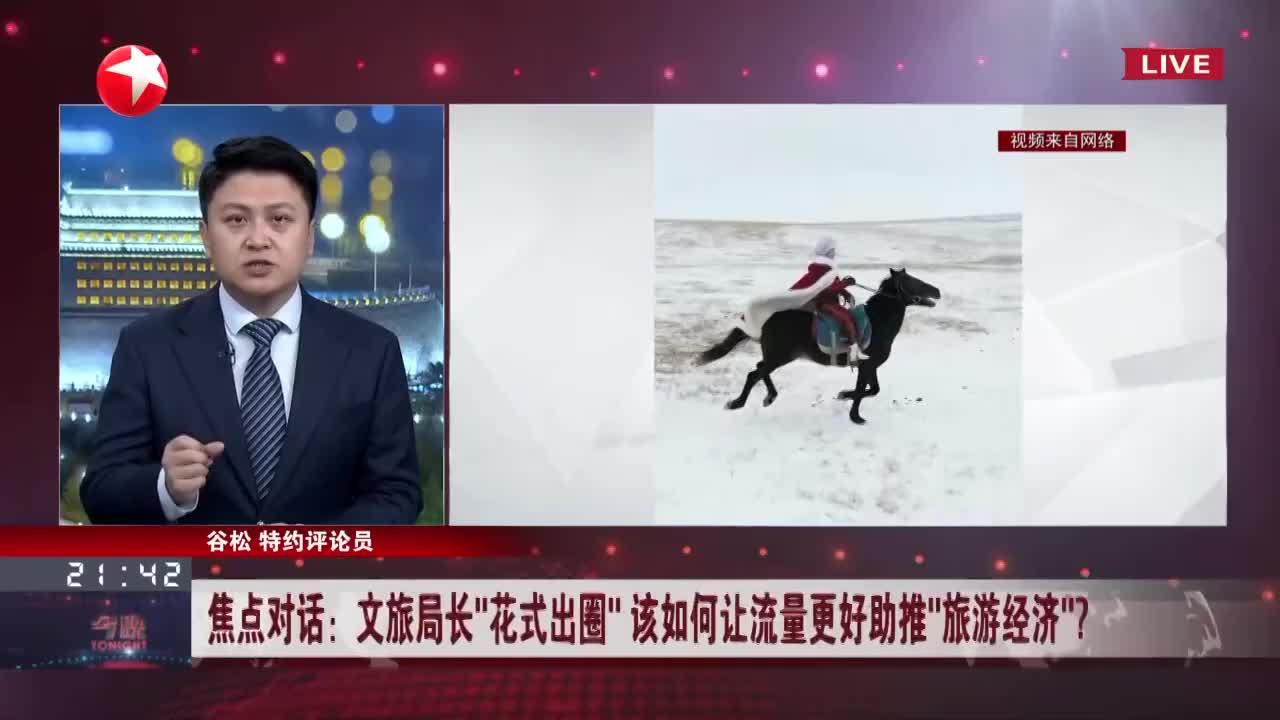 LIVE
视频来自网络
谷松 特约评论员
21:42
今晚
TONIGHT
焦点对话：文旅局长"花式出圈" 该如何让流量更好助推"旅游经济"？